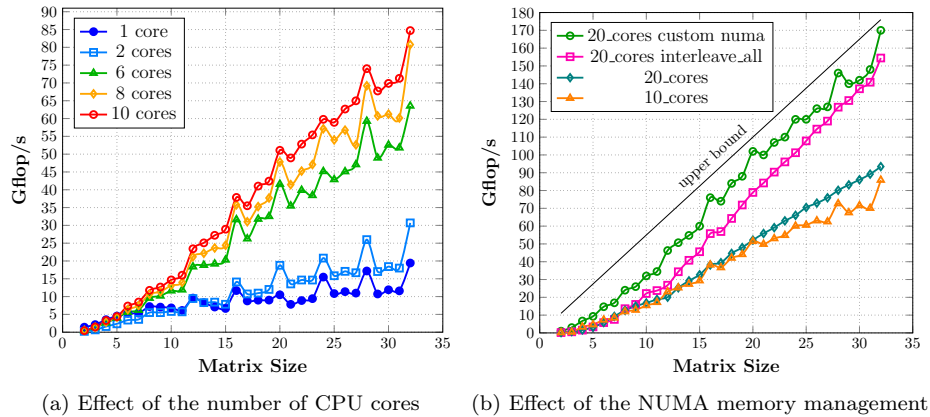 1 core
2 cores
6 cores
8 cores
10 cores
90
85
80
75
70
65
60
55
50
45
40
35
30
25
20
15
10
5
0
Gflop/s
0 5 10 15 20 25 30 35
Matrix Size
(a) Effect of the number of CPU cores
20_cores custom numa
20_cores interleave_all
20_cores
10_cores
upper bound
180
170
160
150
140
130
120
110
100
90
80
70
60
50
40
30
20
10
0
Gflop/s
0 5 10 15 20 25 30 35
Matrix Size
(b) Effect of the NUMA memory management